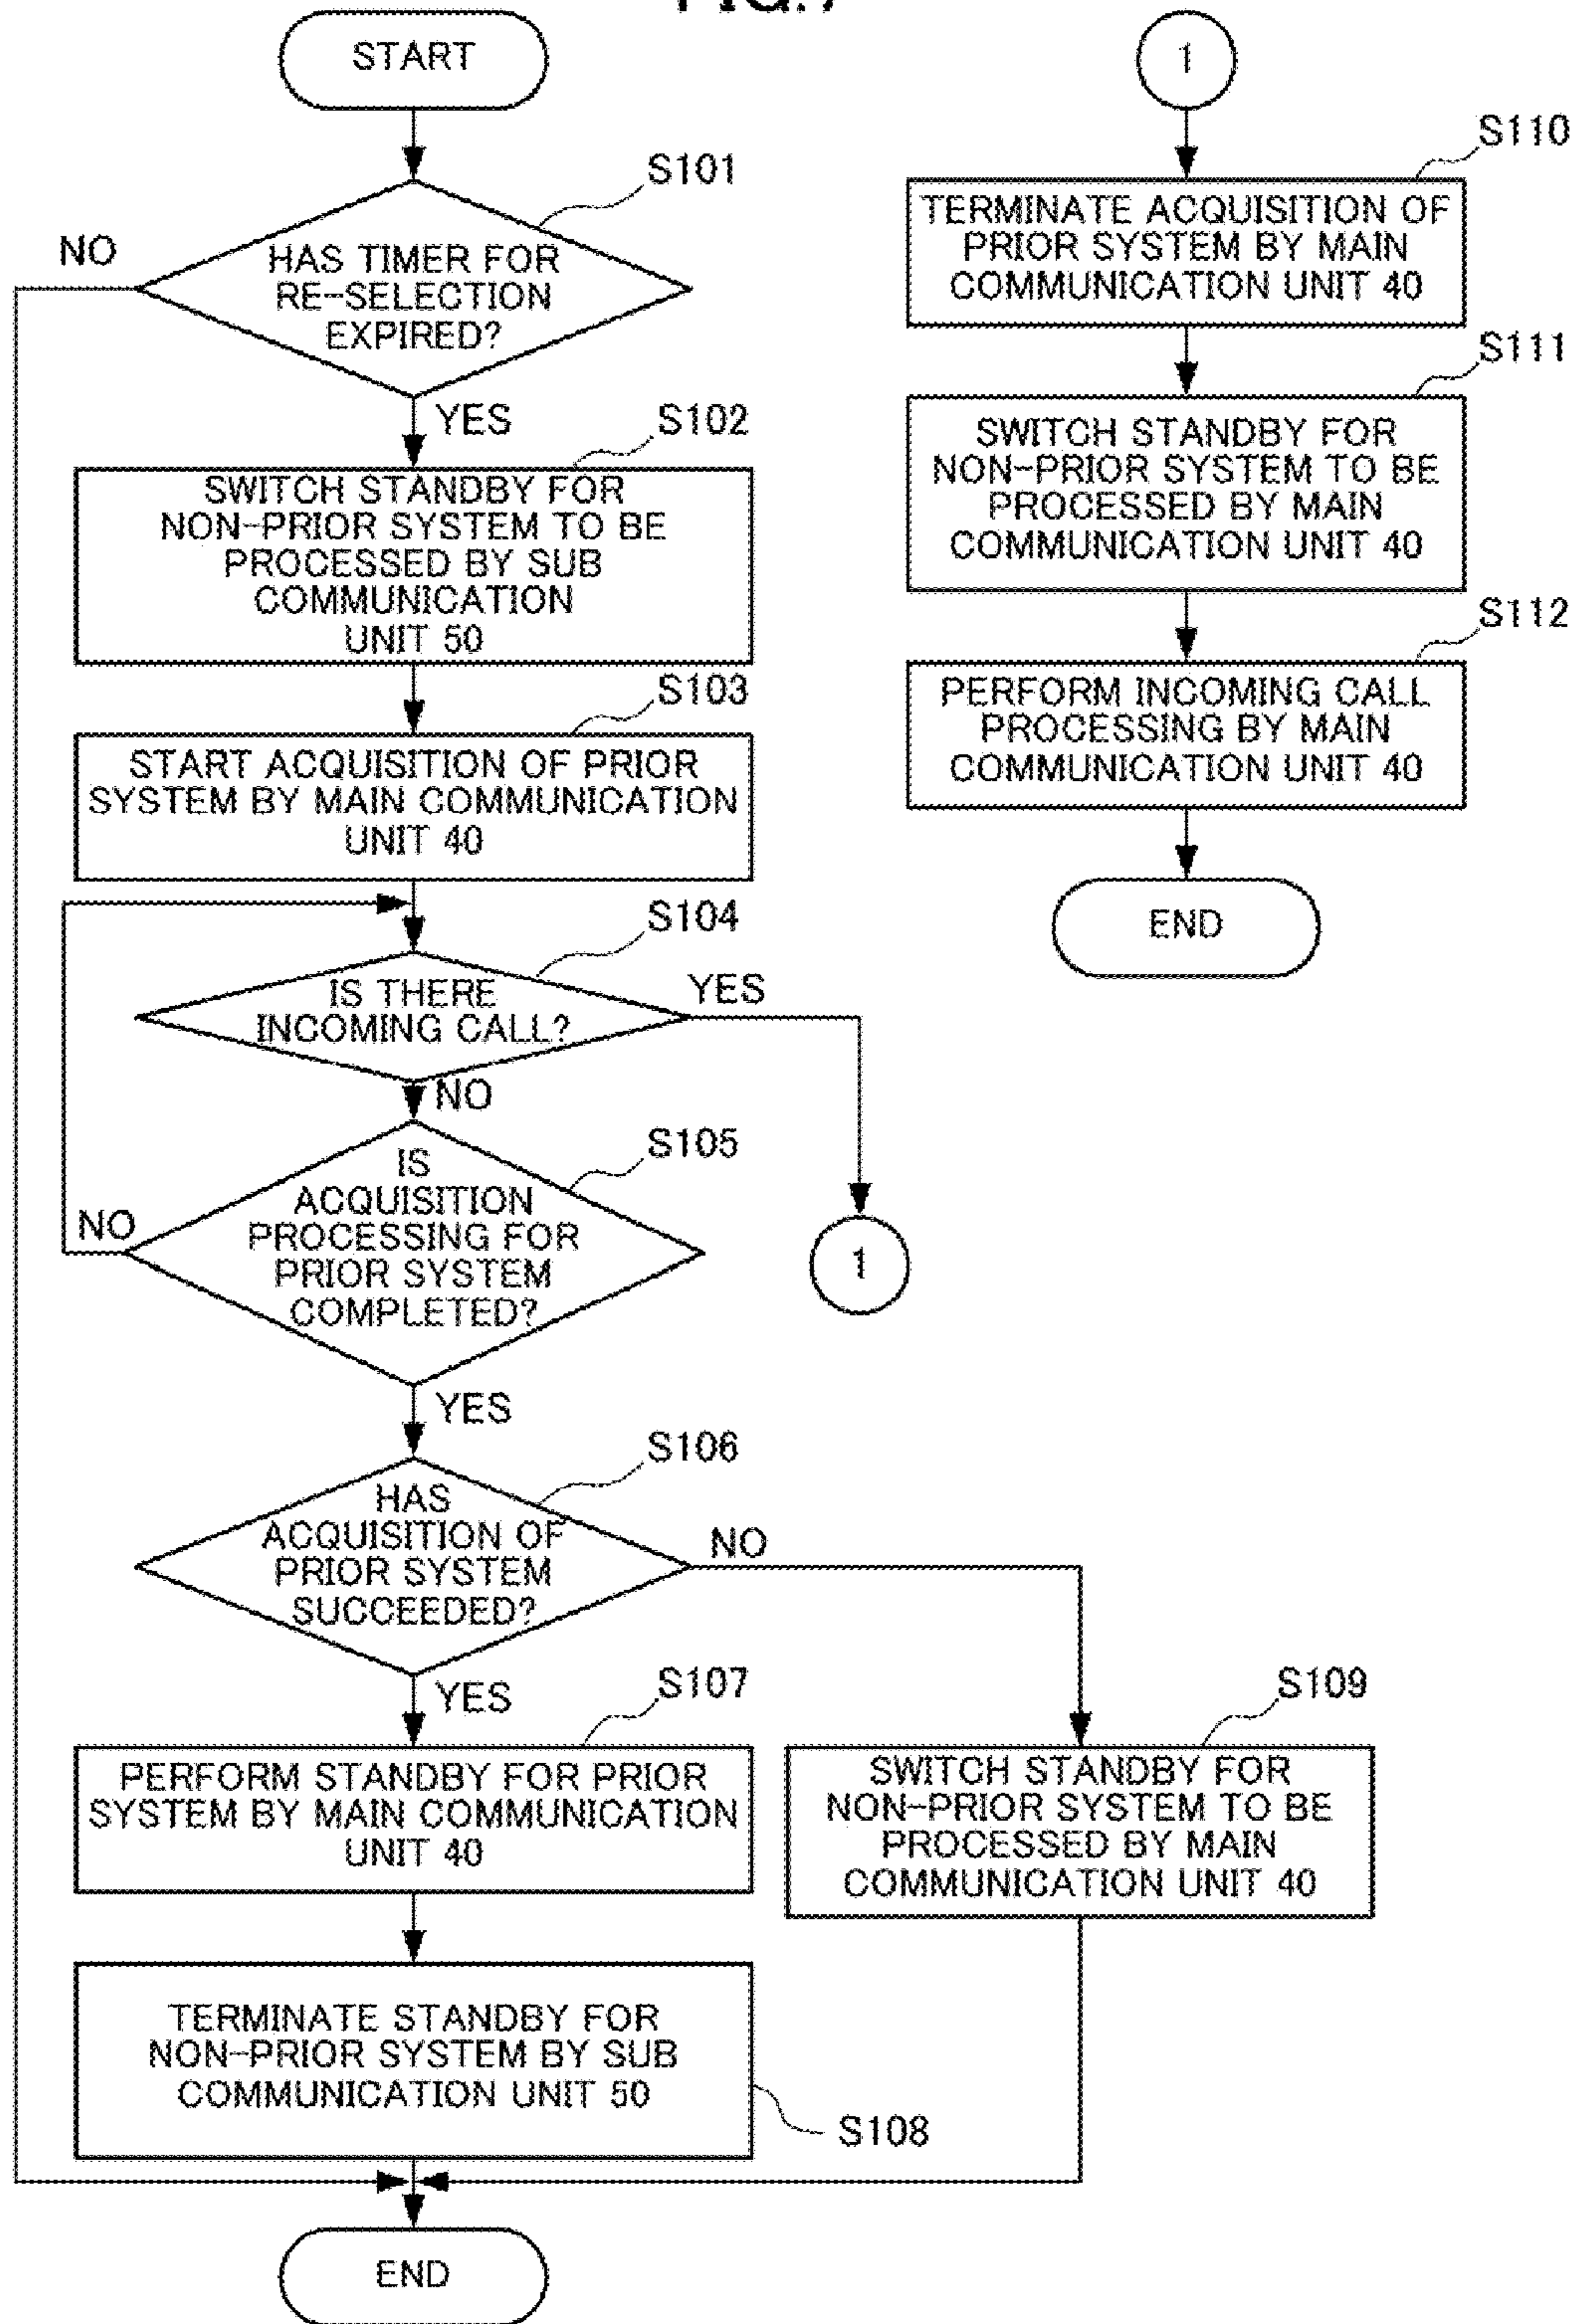 FIG.7
START
S101
HAS TIMER FOR
RE-SELECTION
EXPIRED?
NO
YES
S102
SWITCH STANDBY FOR
NON-PRIOR SYSTEM TO BE
PROCESSED BY SUB
COMMUNICATION
UNIT 50
S103
START ACQUISITION OF PRIOR
SYSTEM BY MAIN COMMUNICATION
UNIT 40
S104
IS THERE
INCOMING CALL?
YES
NO
1
S105
IS
ACQUISITION
PROCESSING FOR
PRIOR SYSTEM
COMPLETED?
NO
YES
S106
HAS
ACQUISITION OF
PRIOR SYSTEM
SUCCEEDED?
NO
YES
S107
PERFORM STANDBY FOR PRIOR
SYSTEM BY MAIN COMMUNICATION
UNIT 40
S109
SWITCH STANDBY FOR
NON-PRIOR SYSTEM TO BE
PROCESSED BY MAIN
COMMUNICATION UNIT 40
TERMINATE STANDBY FOR
NON-PRIOR SYSTEM BY SUB
COMMUNICATION UNIT 50
S108
END
1
S110
TERMINATE ACQUISITION OF
PRIOR SYSTEM BY MAIN
COMMUNICATION UNIT 40
S111
SWITCH STANDBY FOR
NON-PRIOR SYSTEM TO BE
PROCESSED BY MAIN
COMMUNICATION UNIT 40
S112
PERFORM INCOMING CALL
PROCESSING BY MAIN
COMMUNICATION UNIT 40
END